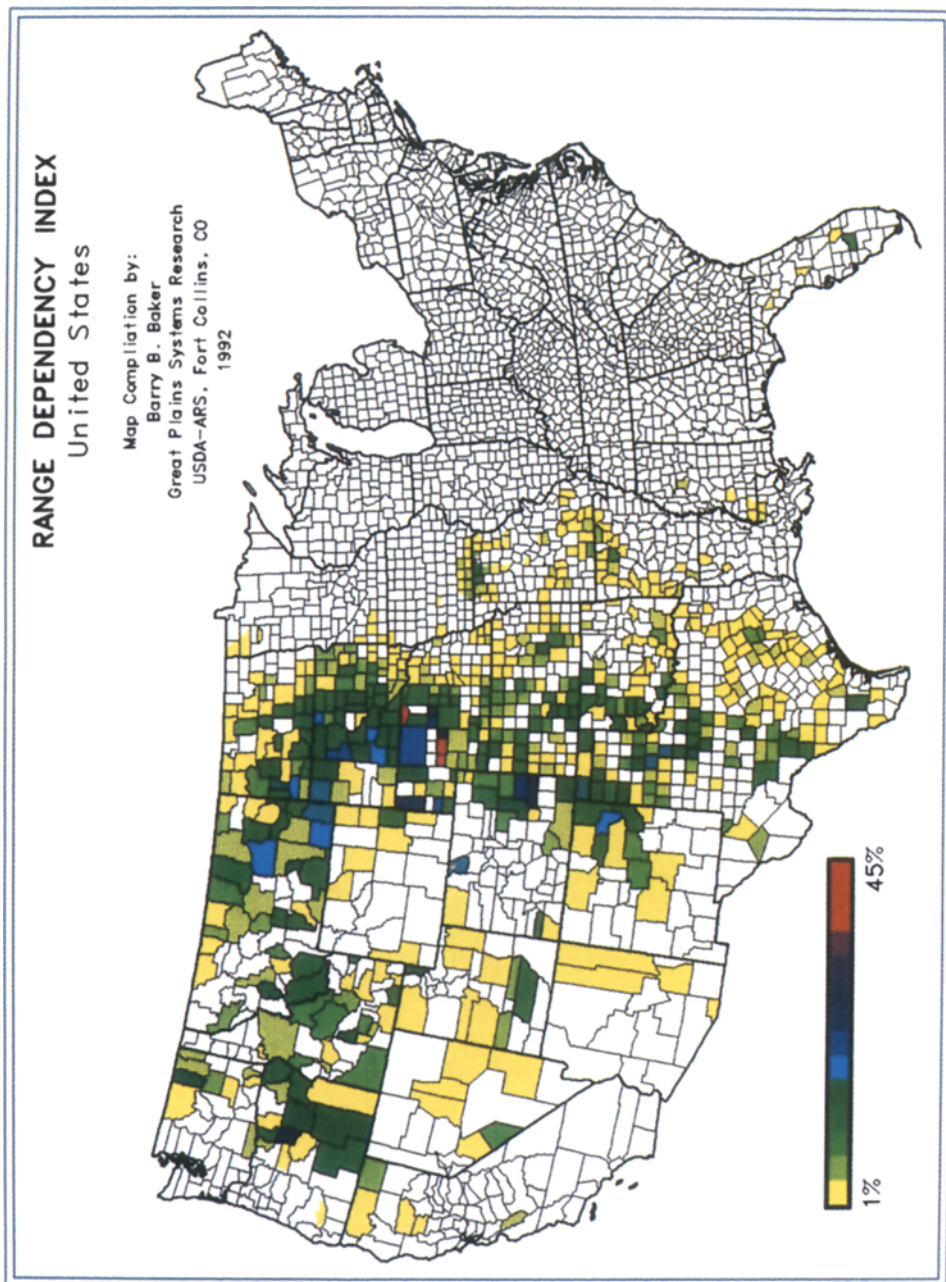 RANGE DEPENDENCY INDEX
United States
Map Compliation by:
Barry B. Baker
Great Plains Systems Research
USDA-ARS, Fort Collins, CO
1992
1%
45%